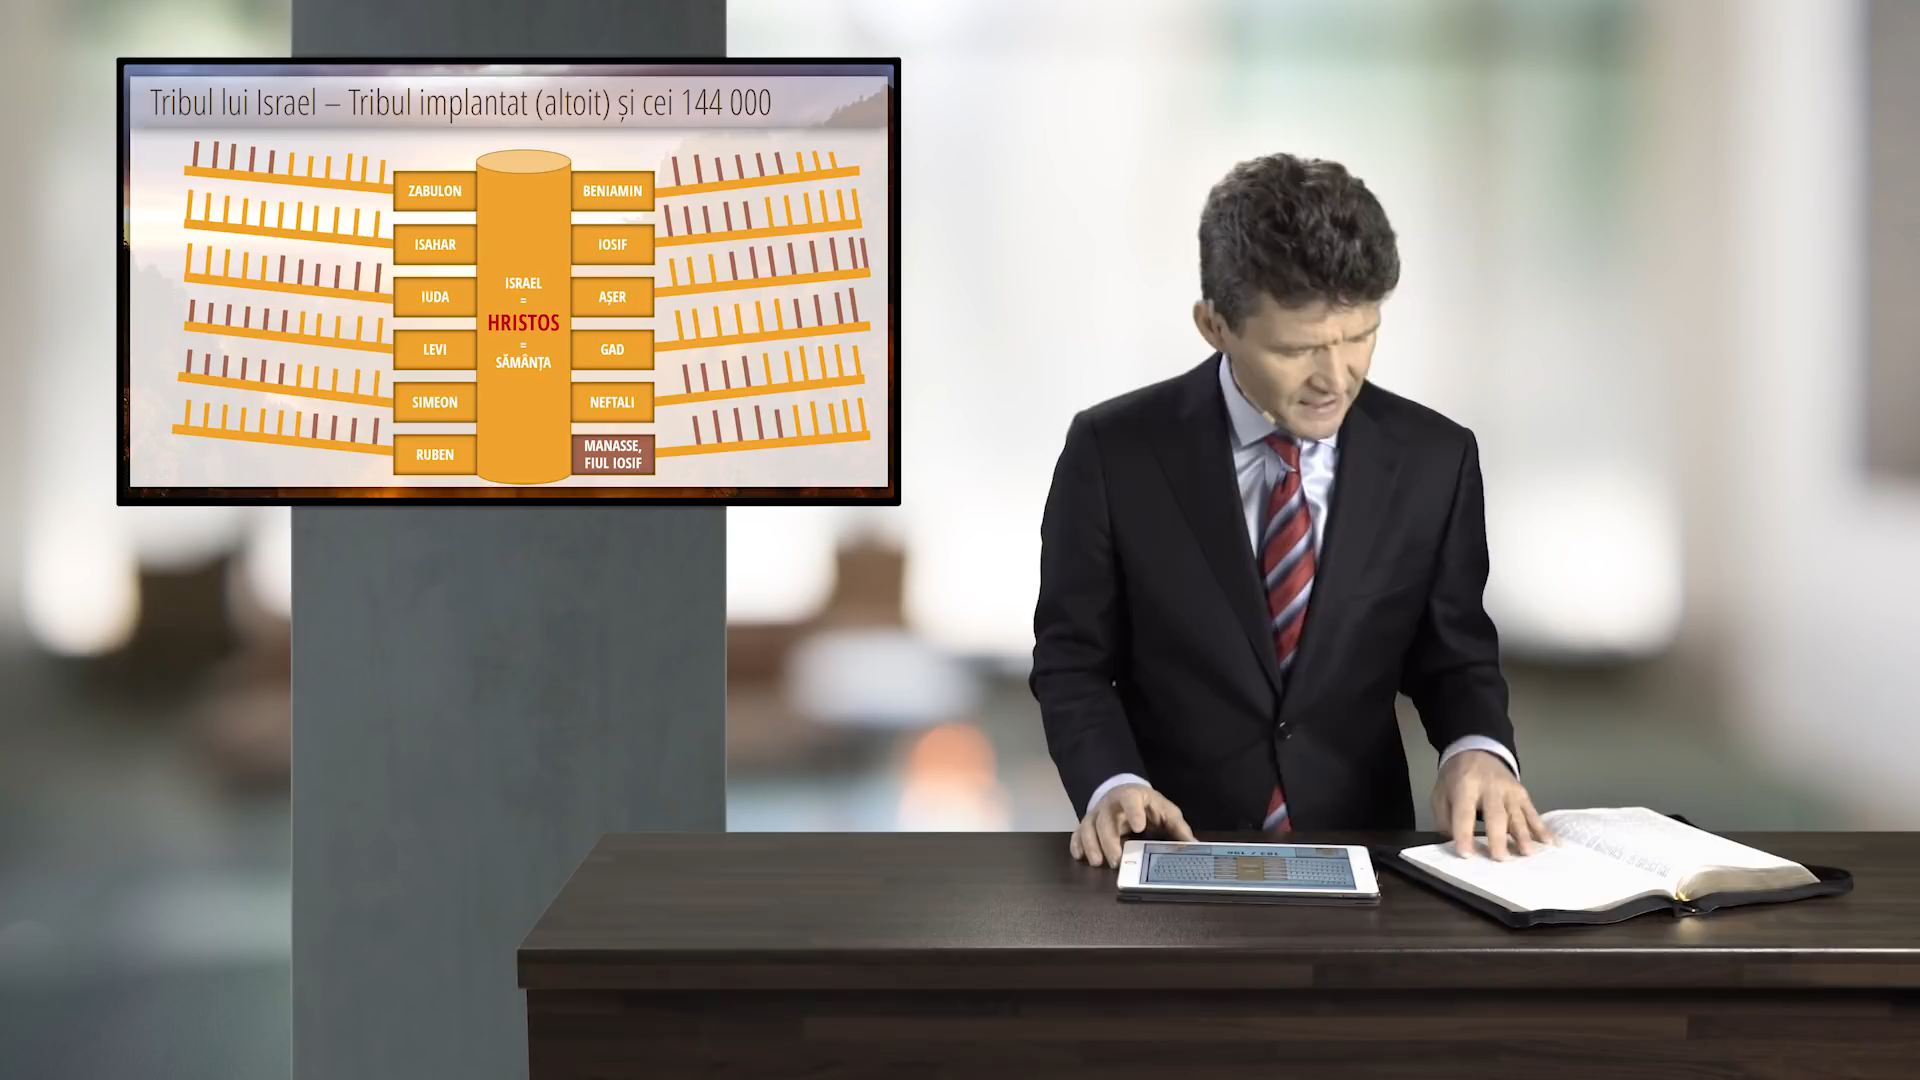 Tribul lui Israel – Tribul implantat (altoit) și cei 144 000
ZABULON
BENIAMIN
ISAHAR
IOSIF
IUDA
AȘER
LEVI
GAD
SIMEON
NEFTALI
RUBEN
MANASSE,
FIUL IOSIF
ISRAEL
=
HRISTOS
=
SĂMÂNȚA